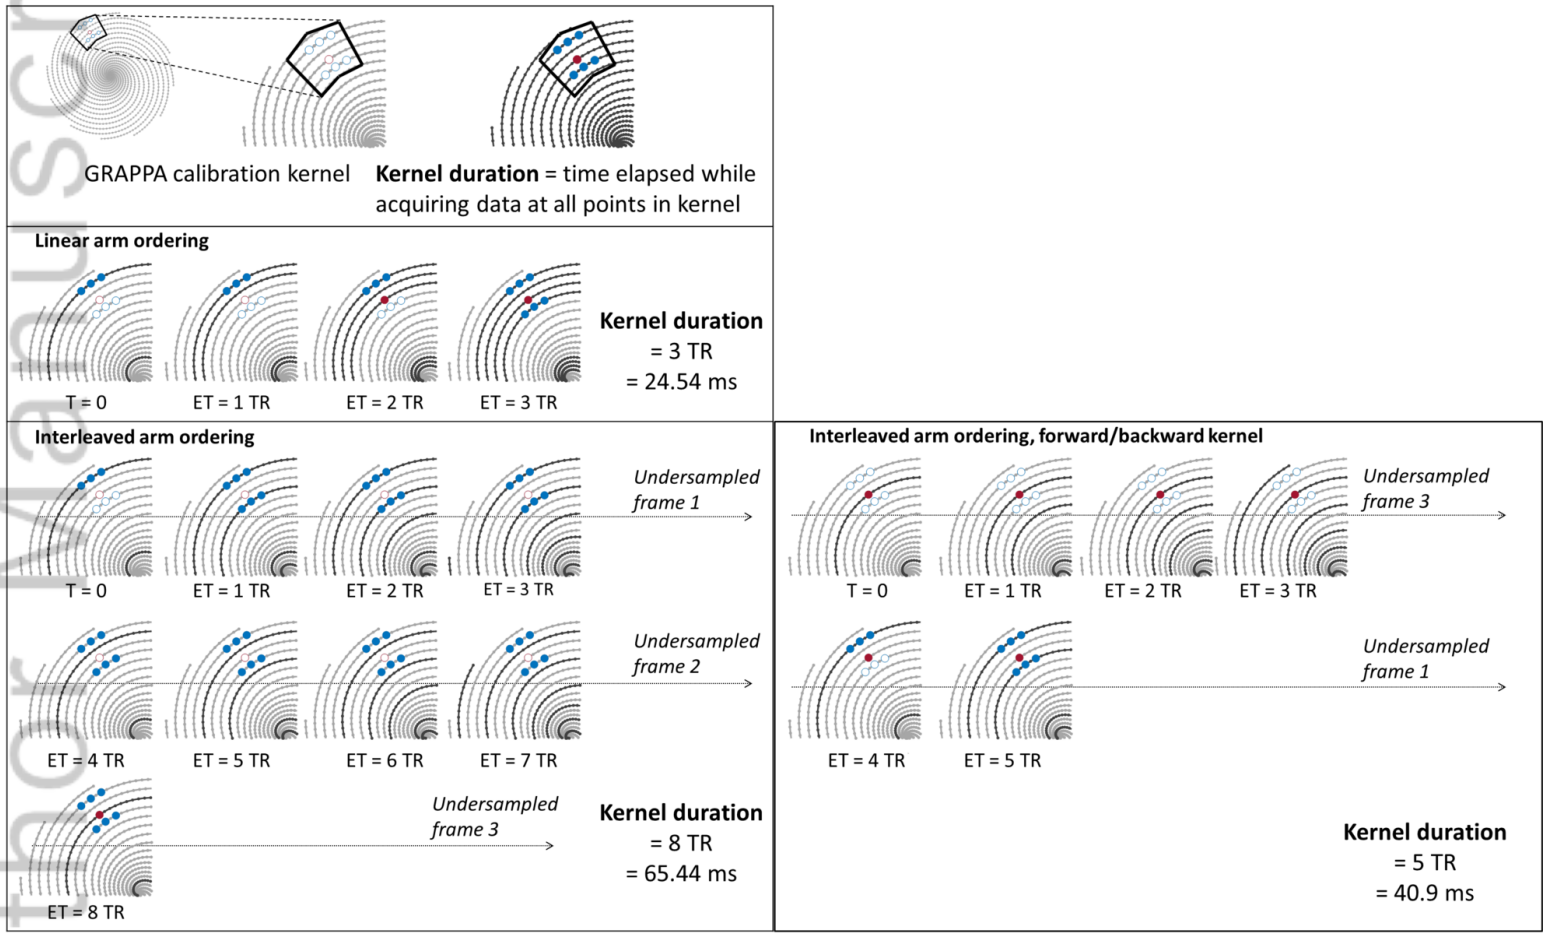 GRAPPA calibration kernel
Kernel duration = time elapsed while
acquiring data at all points in kernel
Linear arm ordering
T = 0
ET = 1 TR
ET = 2 TR
ET = 3 TR
Kernel duration
= 3 TR
= 24.54 ms
Interleaved arm ordering
Undersampled
frame 1
T = 0
ET = 1 TR
ET = 2 TR
ET = 3 TR
Undersampled
frame 2
ET = 4 TR
ET = 5 TR
ET = 6 TR
ET = 7 TR
Undersampled
frame 3
ET = 8 TR
Kernel duration
= 8 TR
= 65.44 ms
Interleaved arm ordering, forward/backward kernel
Undersampled
frame 3
T = 0
ET = 1 TR
ET = 2 TR
ET = 3 TR
Undersampled
frame 1
ET = 4 TR
ET = 5 TR
Kernel duration
= 5 TR
= 40.9 ms
thor Manuscr